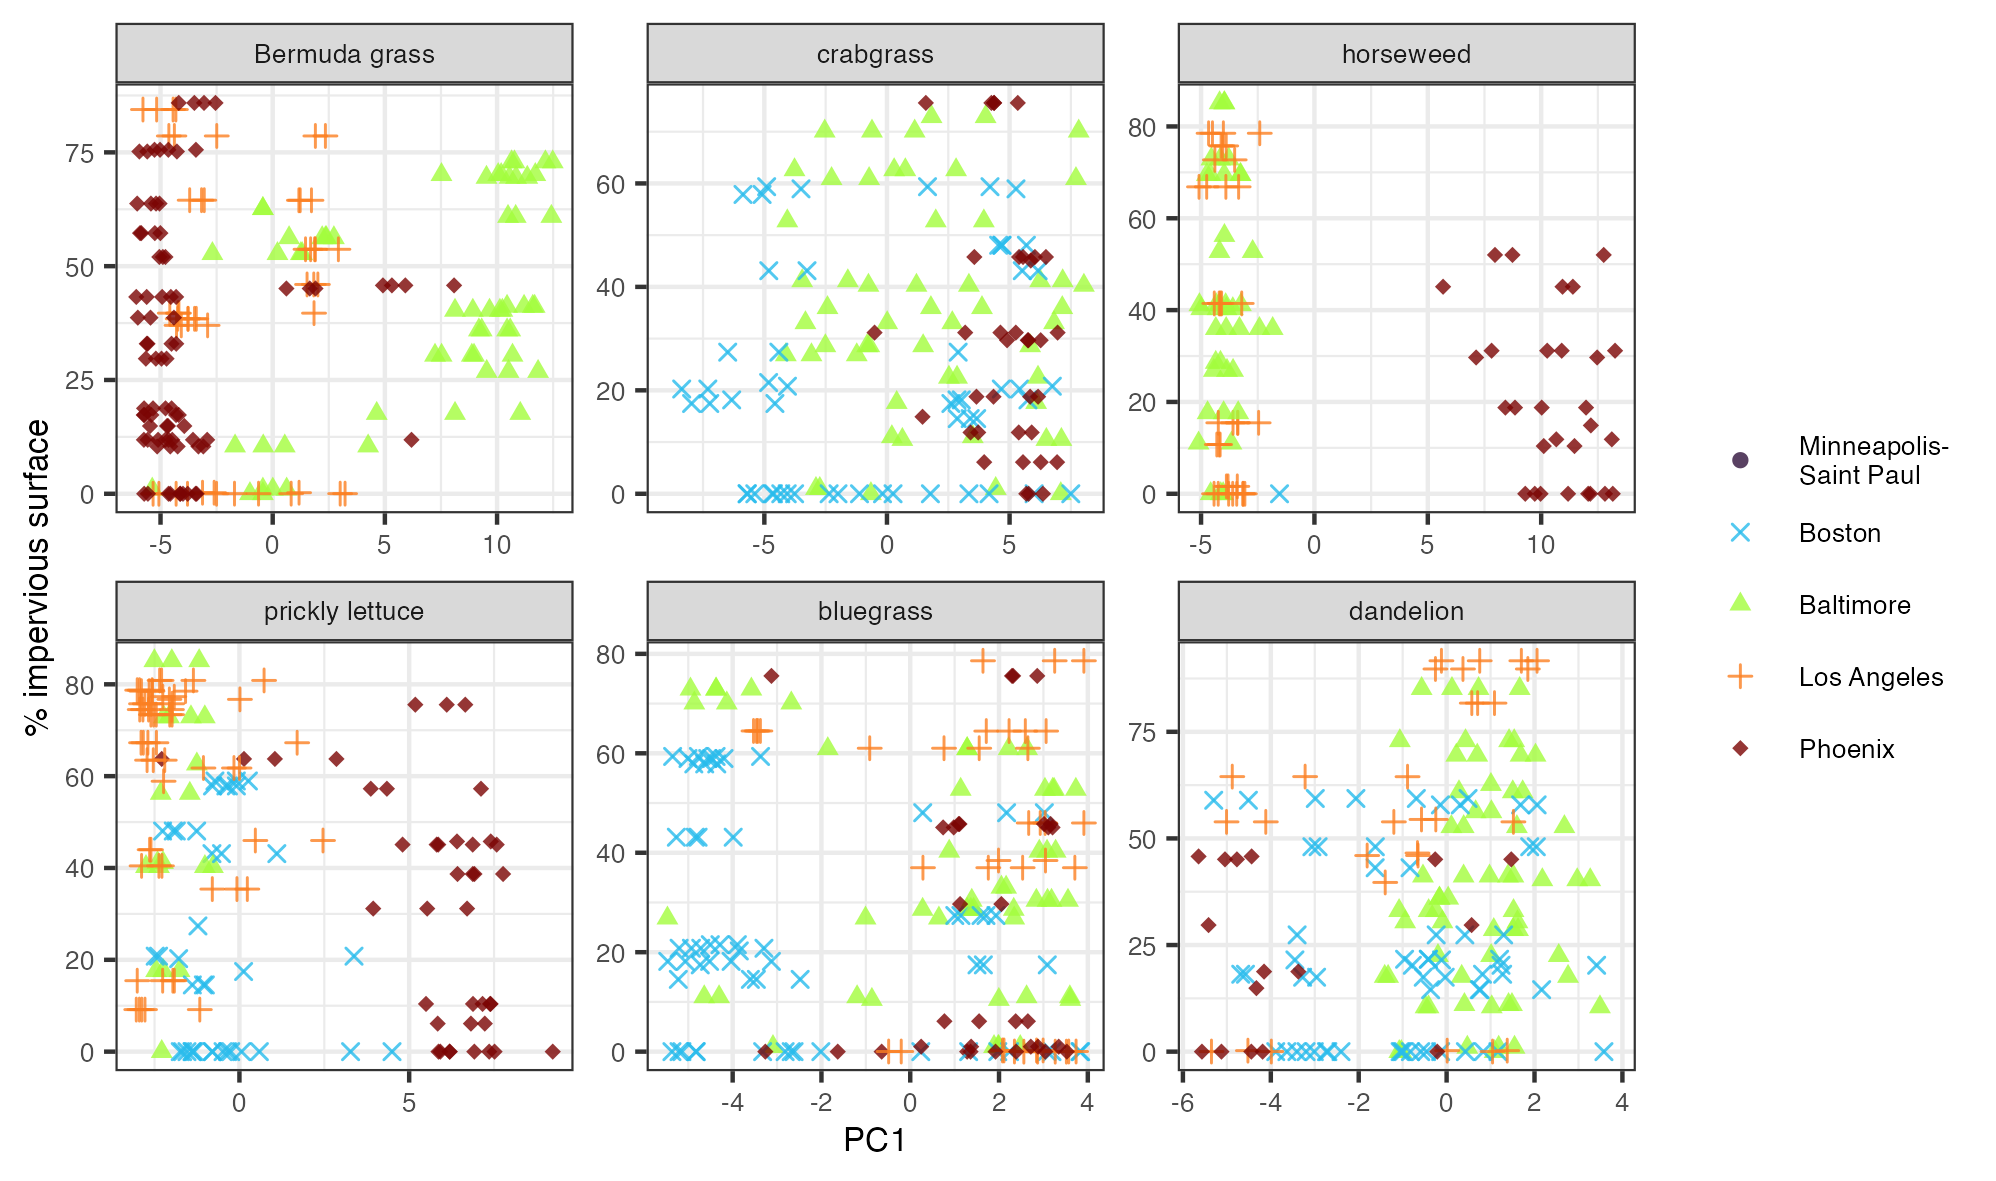 Bermuda grass crabgrass horseweed
75
50
25
0
-5 0 5 10
60
40
20
0
-5 0 5
80
60
40
20
0
-5 0 5 10
prickly lettuce bluegrass dandelion
80
60
40
20
0
0 5
80
60
40
20
0
-4 -2 0 2 4
75
50
25
0
-6 -4 -2 0 2 4
PC1
% impervious surface
Minneapolis-
Saint Paul
Boston
Baltimore
Los Angeles
Phoenix